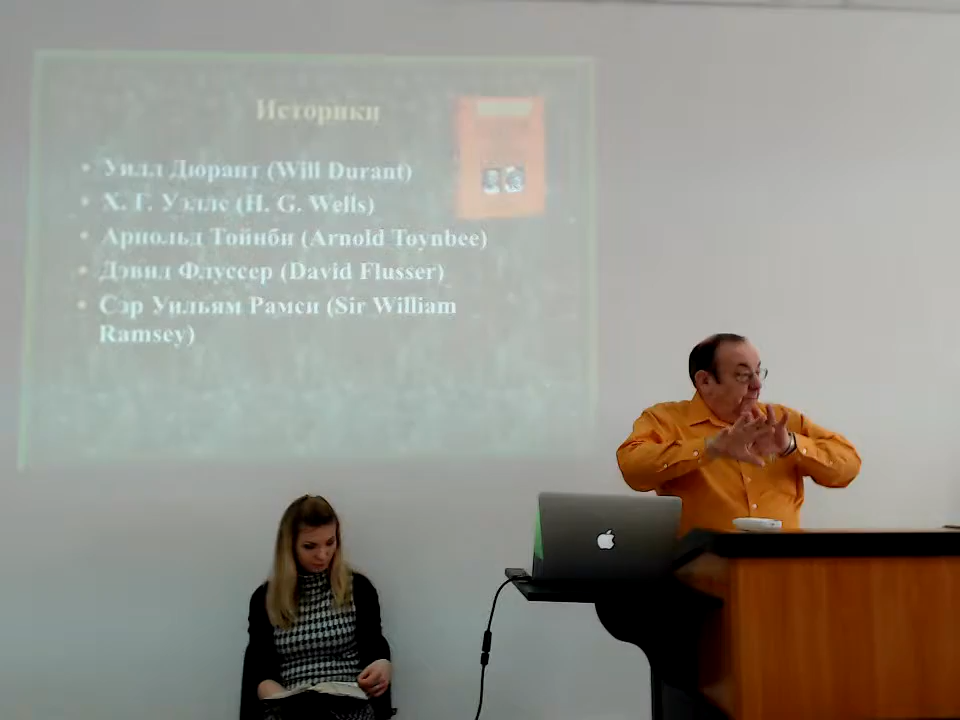 Историки
• Уилл Дюрант (Will Durant)
• Х. Г. Уэллс (H. G. Wells)
• Арнольд Тойнби (Arnold Toynbee)
• Дэвид Флуссер (David Flusser)
• Сэр Уильям Рамси (Sir William
Ramsey)